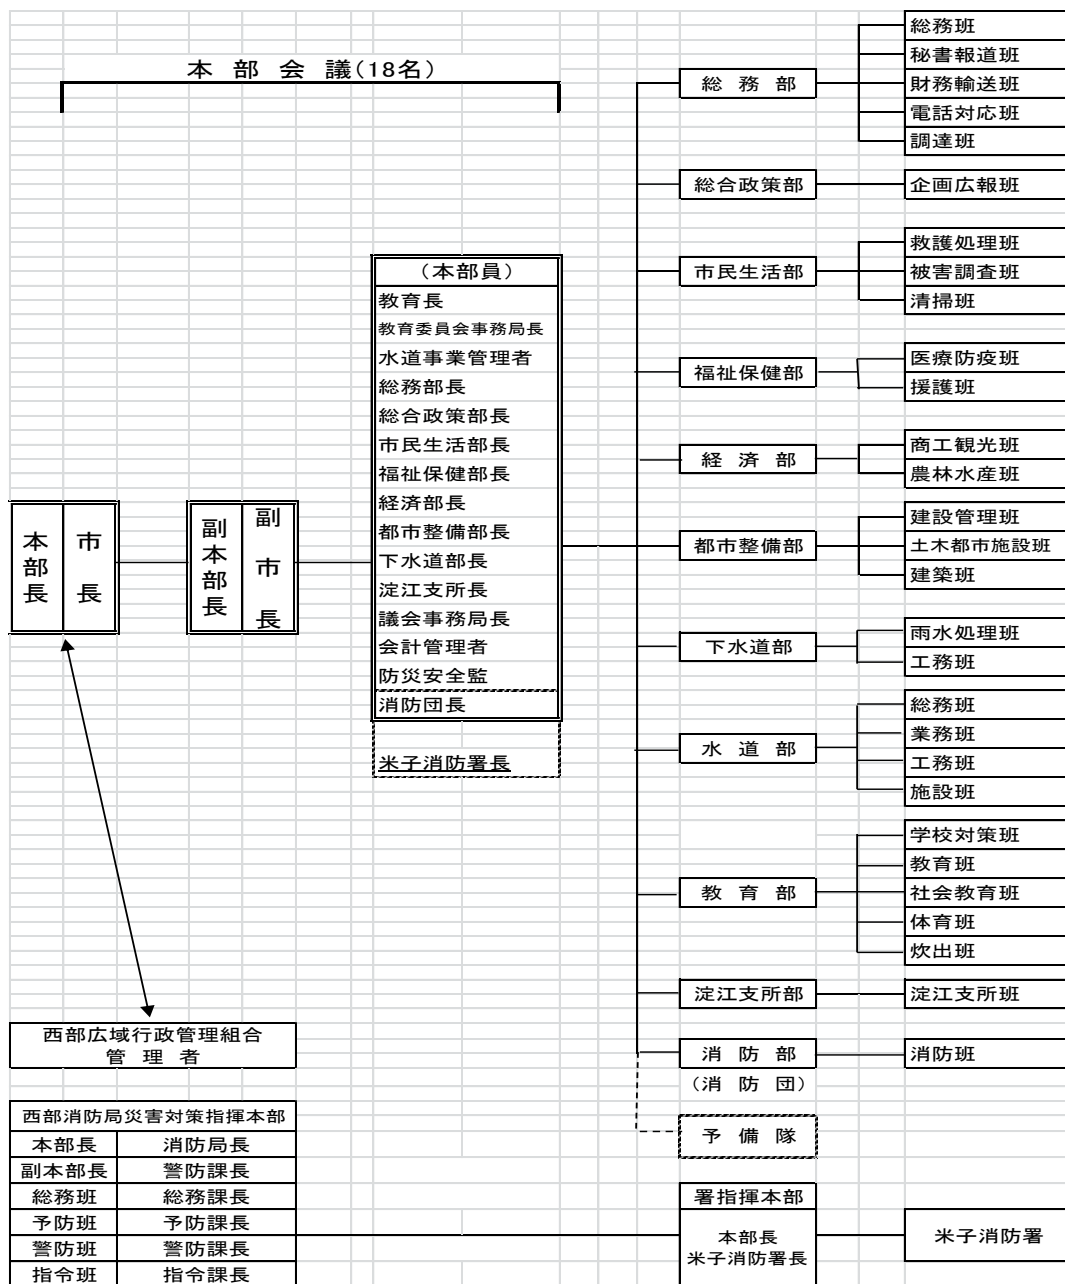 本部会議(18名)
本部長
市長
副本部長
副市長
(本部員)
教育長
教育委員会事務局長
水道事業管理者
総務部長
総合政策部長
市民生活部長
福祉保健部長
経済部長
都市整備部長
下水道部長
淀江支所長
議会事務局長
会計管理者
防災安全監
消防団長
米子消防署長
総務部
総務班
秘書報道班
財務輸送班
電話対応班
調達班
総合政策部
企画広報班
市民生活部
救護処理班
被害調査班
清掃班
福祉保健部
医療防疫班
援護班
経済部
商工観光班
農林水産班
都市整備部
建設管理班
土木都市施設班
建築班
下水道部
雨水処理班
工務班
水道部
総務班
業務班
工務班
施設班
教育部
学校対策班
教育班
社会教育班
体育班
炊出班
淀江支所部
淀江支所班
消防部
(消防団)
消防班
予備隊
西部広域行政管理組合
管理者
西部消防局災害対策指揮本部
本部長 消防局長
副本部長 警防課長
総務班 総務課長
予防班 予防課長
警防班 警防課長
指令班 指令課長
署指揮本部
本部長
米子消防署長
米子消防署